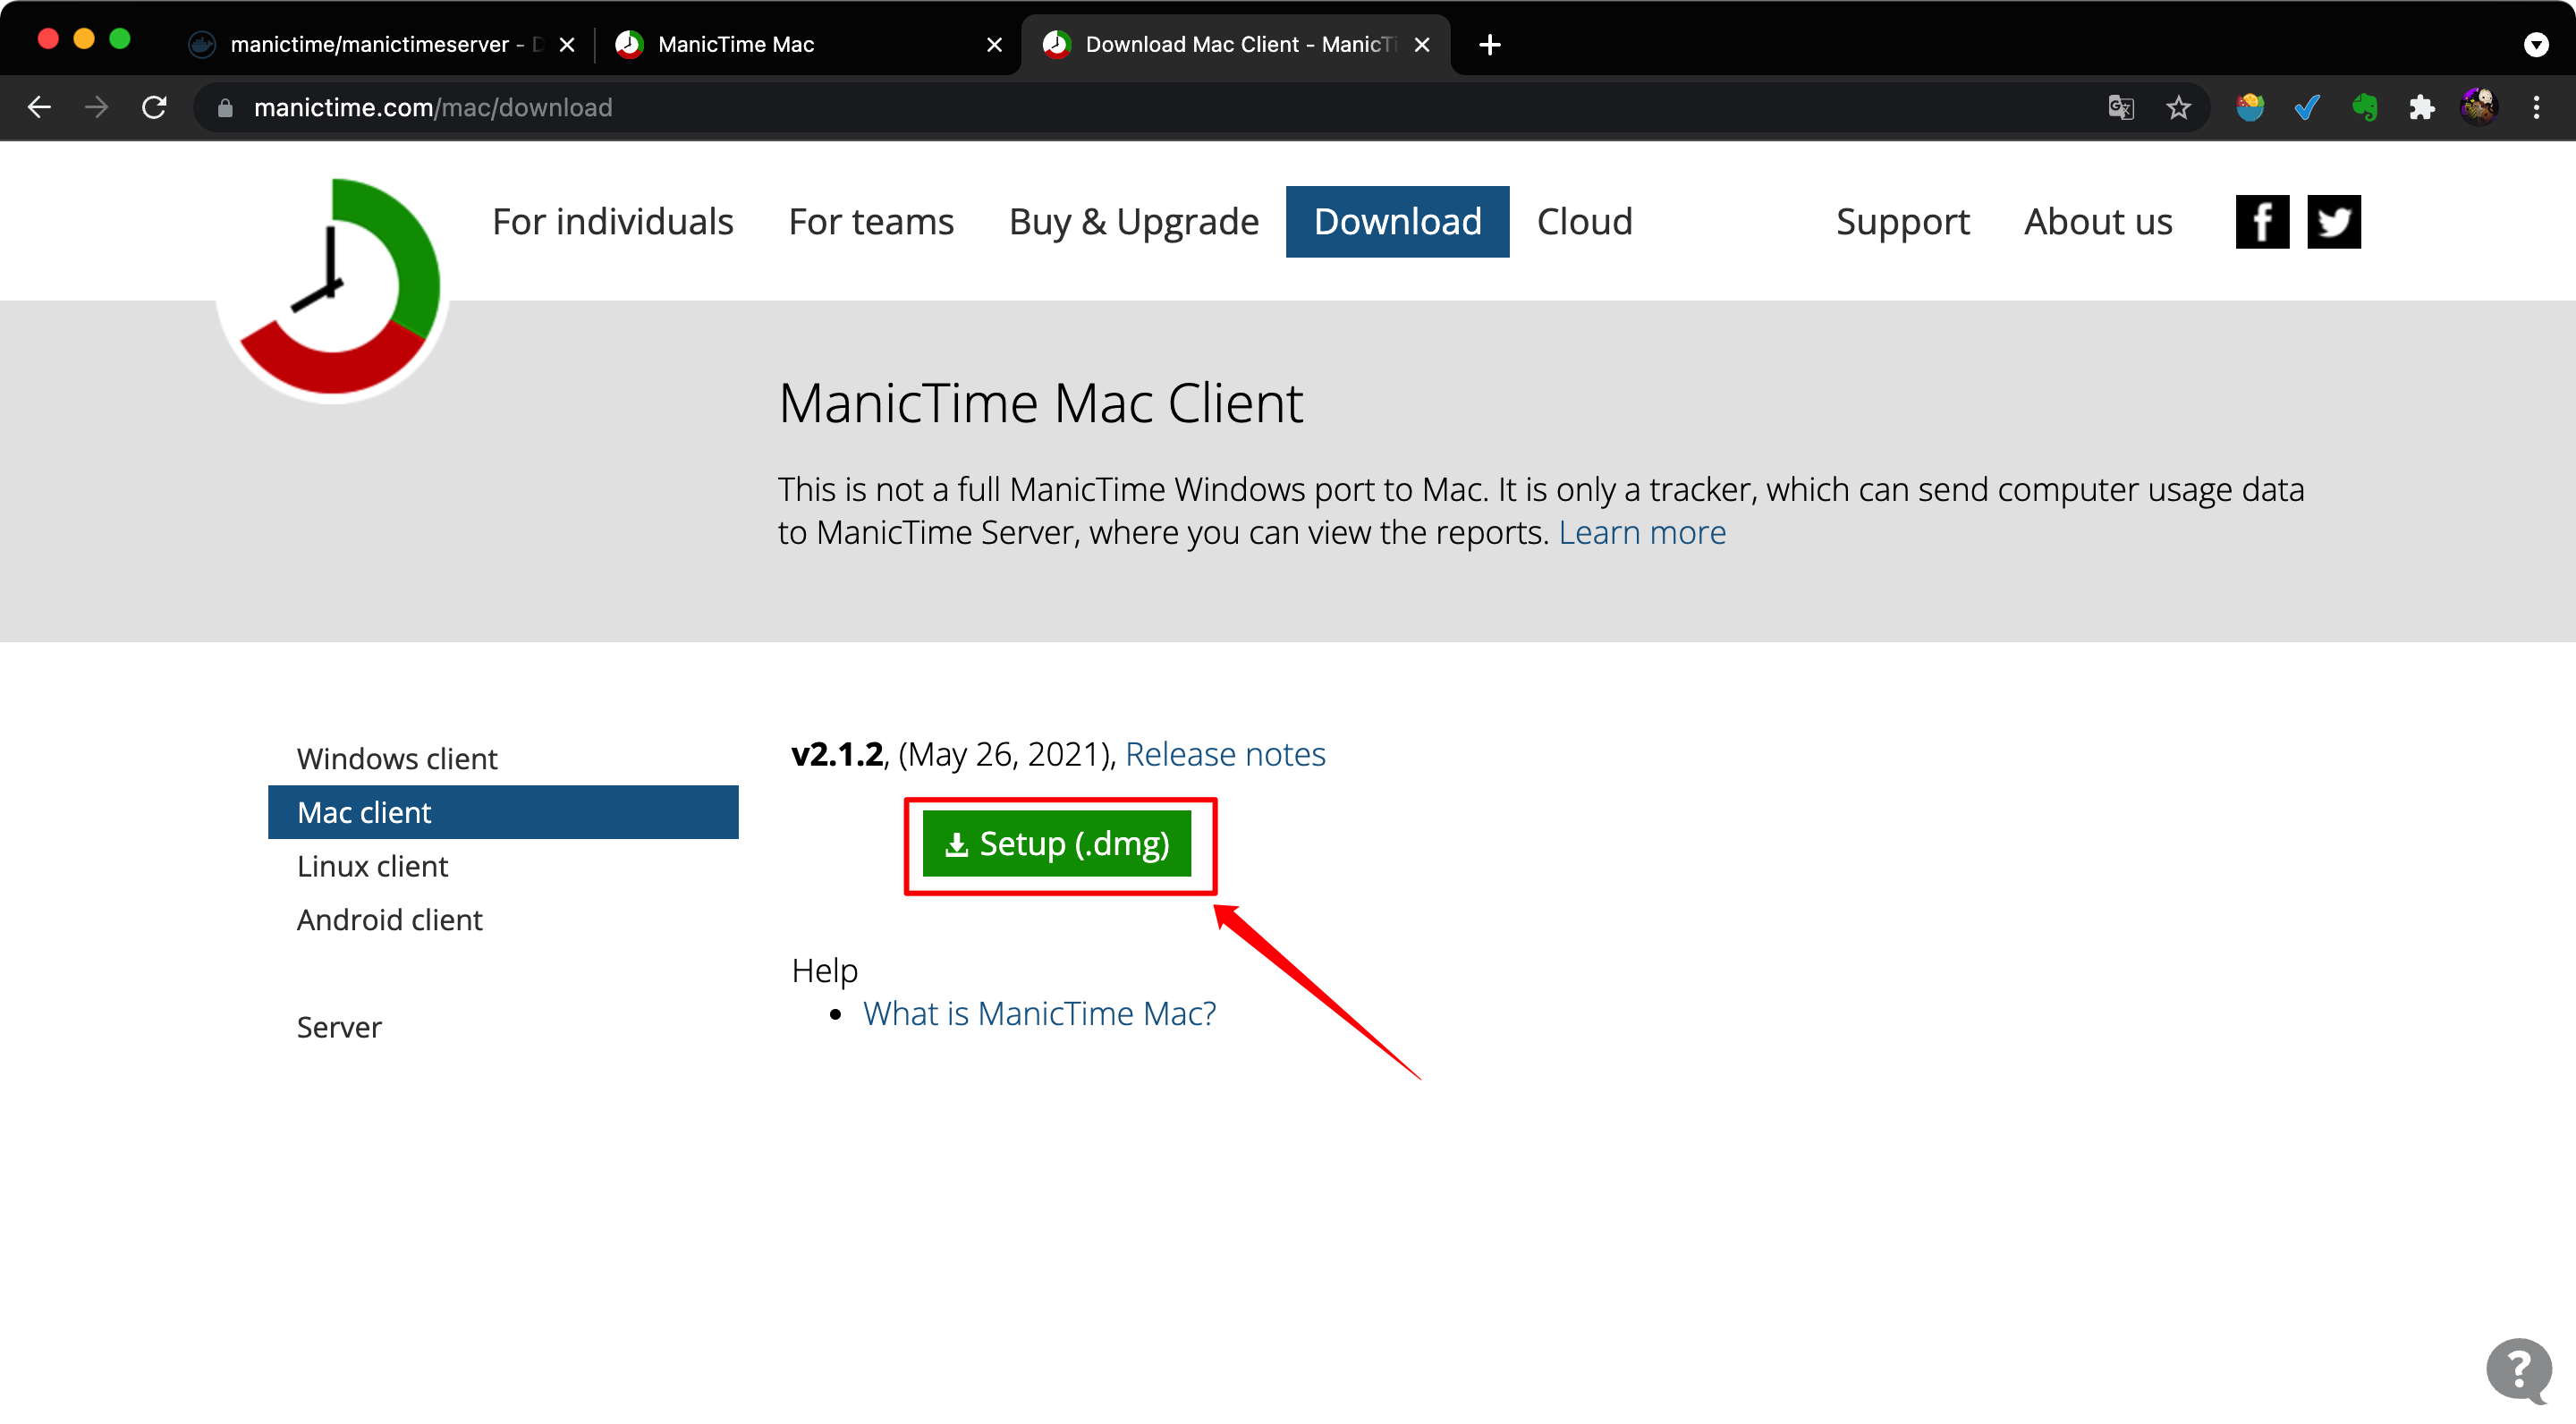 manictime/manictimeserver - D
ManicTime Mac
Download Mac Client - ManicTi
manictime.com/mac/download
For individuals
For teams
Buy & Upgrade
Download
Cloud
Support
About us
ManicTime Mac Client
This is not a full ManicTime Windows port to Mac. It is only a tracker, which can send computer usage data
to ManicTime Server, where you can view the reports. Learn more
Windows client
Mac client
Linux client
Android client
Server
v2.1.2, (May 26, 2021), Release notes
Setup (.dmg)
Help
• What is ManicTime Mac?